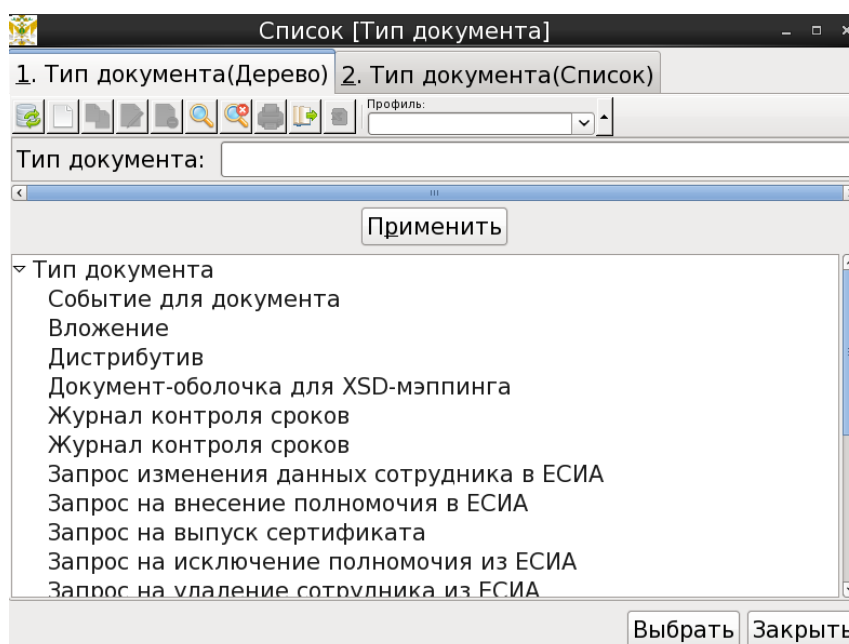 Список [Тип документа]
1. Тип документа(Дерево) 2. Тип документа(Список)
Профиль:
Тип документа:
Применить
Тип документа
Событие для документа
Вложение
Дистрибутив
Документ-оболочка для XSD-мэппинга
Журнал контроля сроков
Журнал контроля сроков
Запрос изменения данных сотрудника в ЕСИА
Запрос на внесение полномочия в ЕСИА
Запрос на выпуск сертификата
Запрос на исключение полномочия из ЕСИА
Запрос на удаление сотрудника из ЕСИА
Выбрать Закрыть